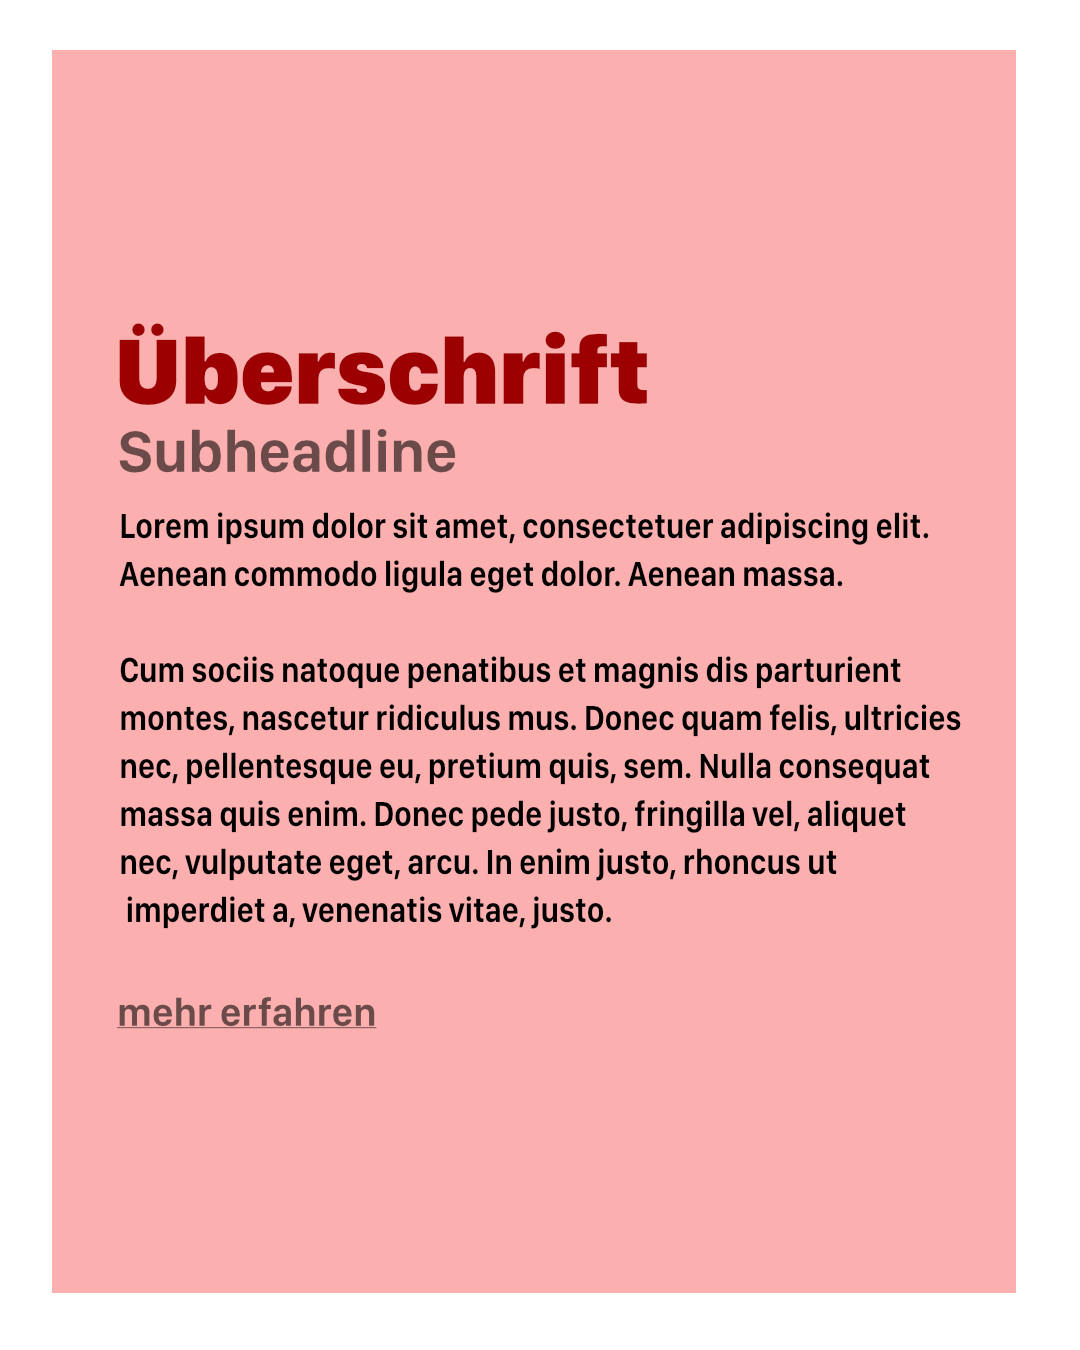 Überschrift
Subheadline
Lorem ipsum dolor sit amet, consectetuer adipiscing elit.
Aenean commodo ligula eget dolor. Aenean massa.
Cum sociis natoque penatibus et magnis dis parturient
montes, nascetur ridiculus mus. Donec quam felis, ultricies
nec, pellentesque eu, pretium quis, sem. Nulla consequat
massa quis enim. Donec pede justo, fringilla vel, aliquet
nec, vulputate eget, arcu. In enim justo, rhoncus ut
imperdiet a, venenatis vitae, justo.
mehr erfahren